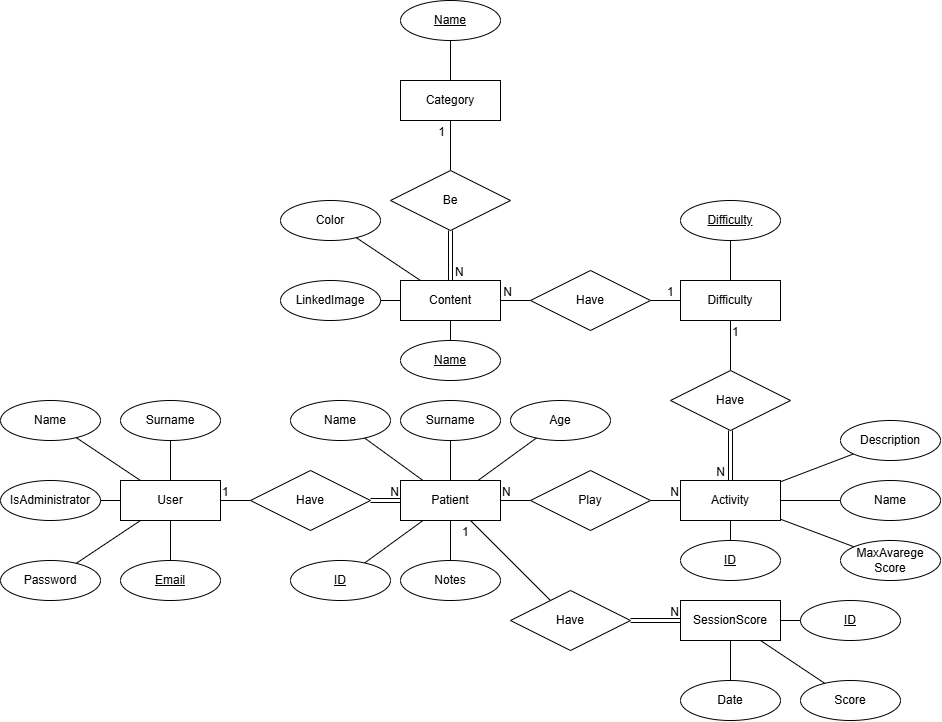 Name
Category
1
Be
Color
Difficulty
N
LinkedImage
Content
N
Have
1
Difficulty
Name
1
Have
Name
Surname
Name
Surname
Age
Description
N
IsAdministrator
User
1
Have
N
Patient
N
Play
N
Activity
Name
1
Password
Email
ID
Notes
ID
MaxAvarege
Score
Have
N
SessionScore
ID
Date
Score